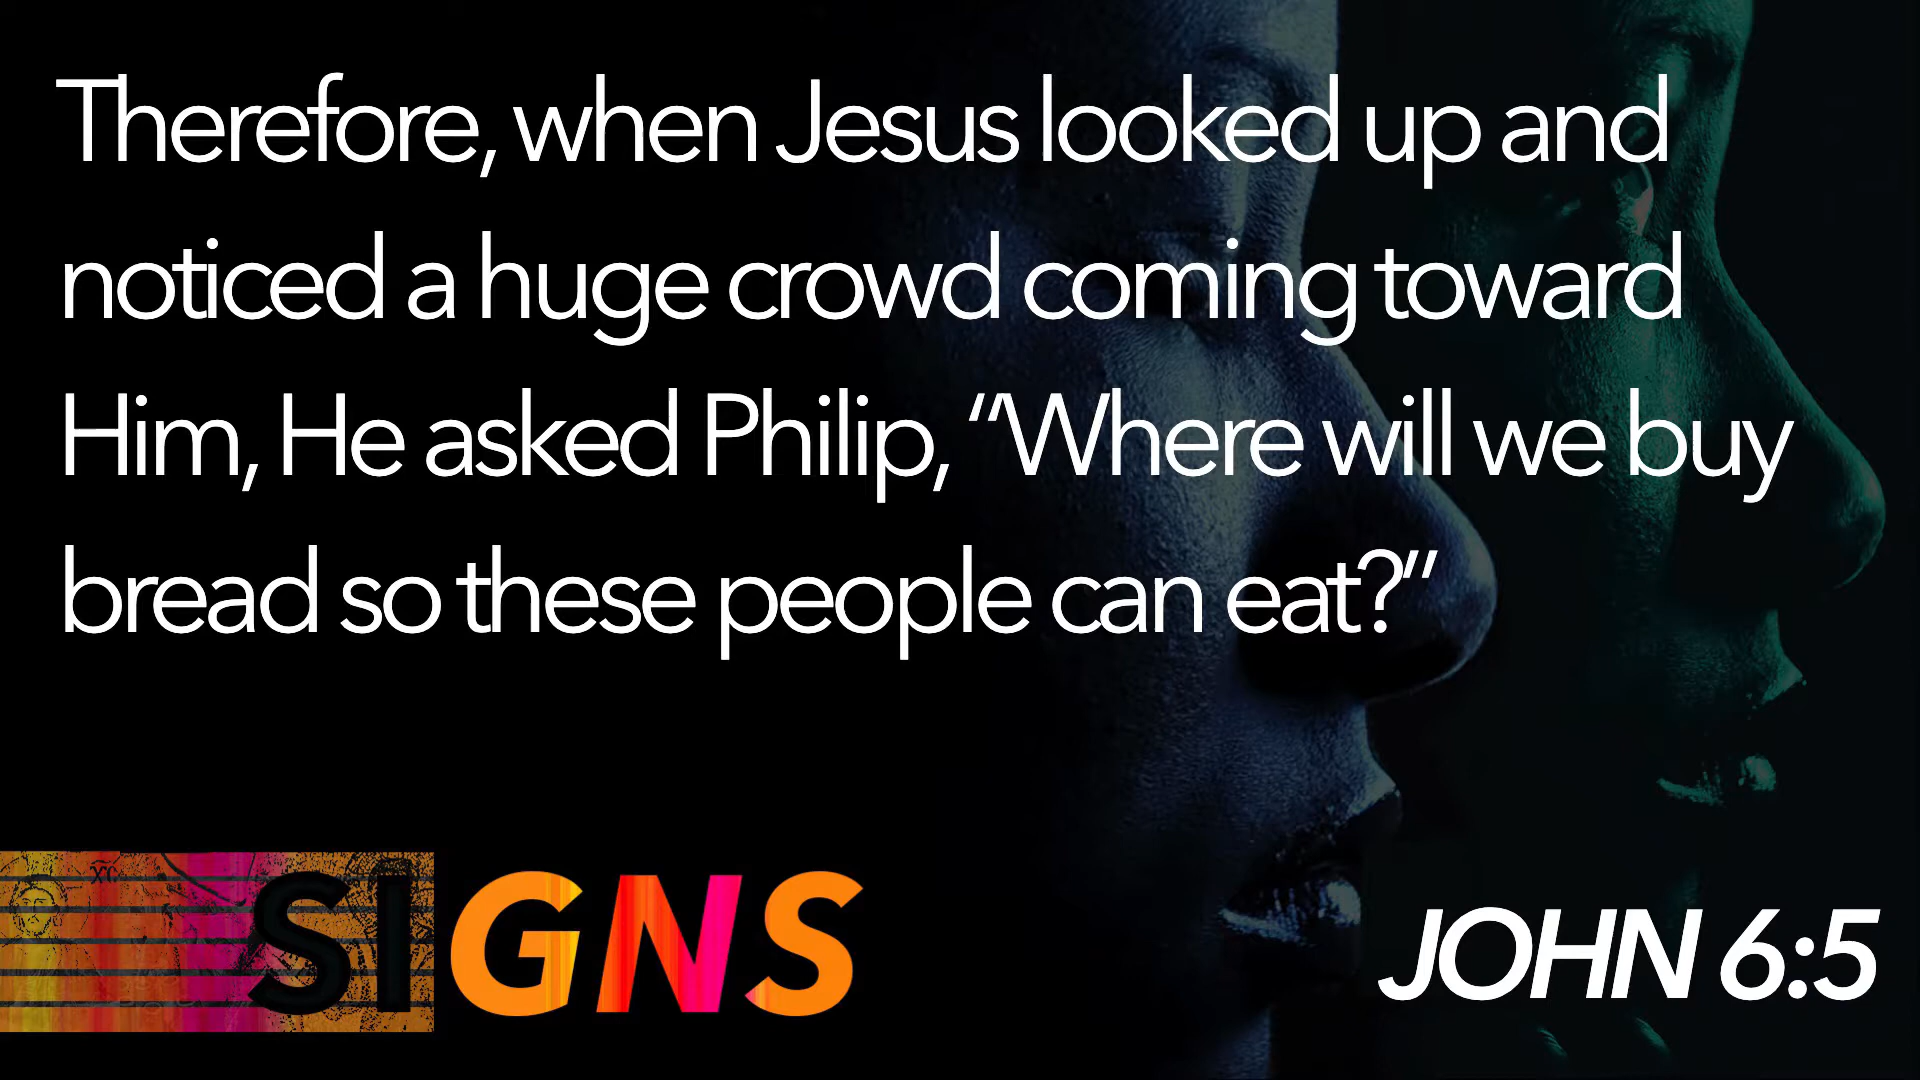 Therefore, when Jesus looked up and
noticed a huge crowd coming toward
Him, He asked Philip, “Where will we buy
bread so these people can eat?”
SIGNS
JOHN 6:5